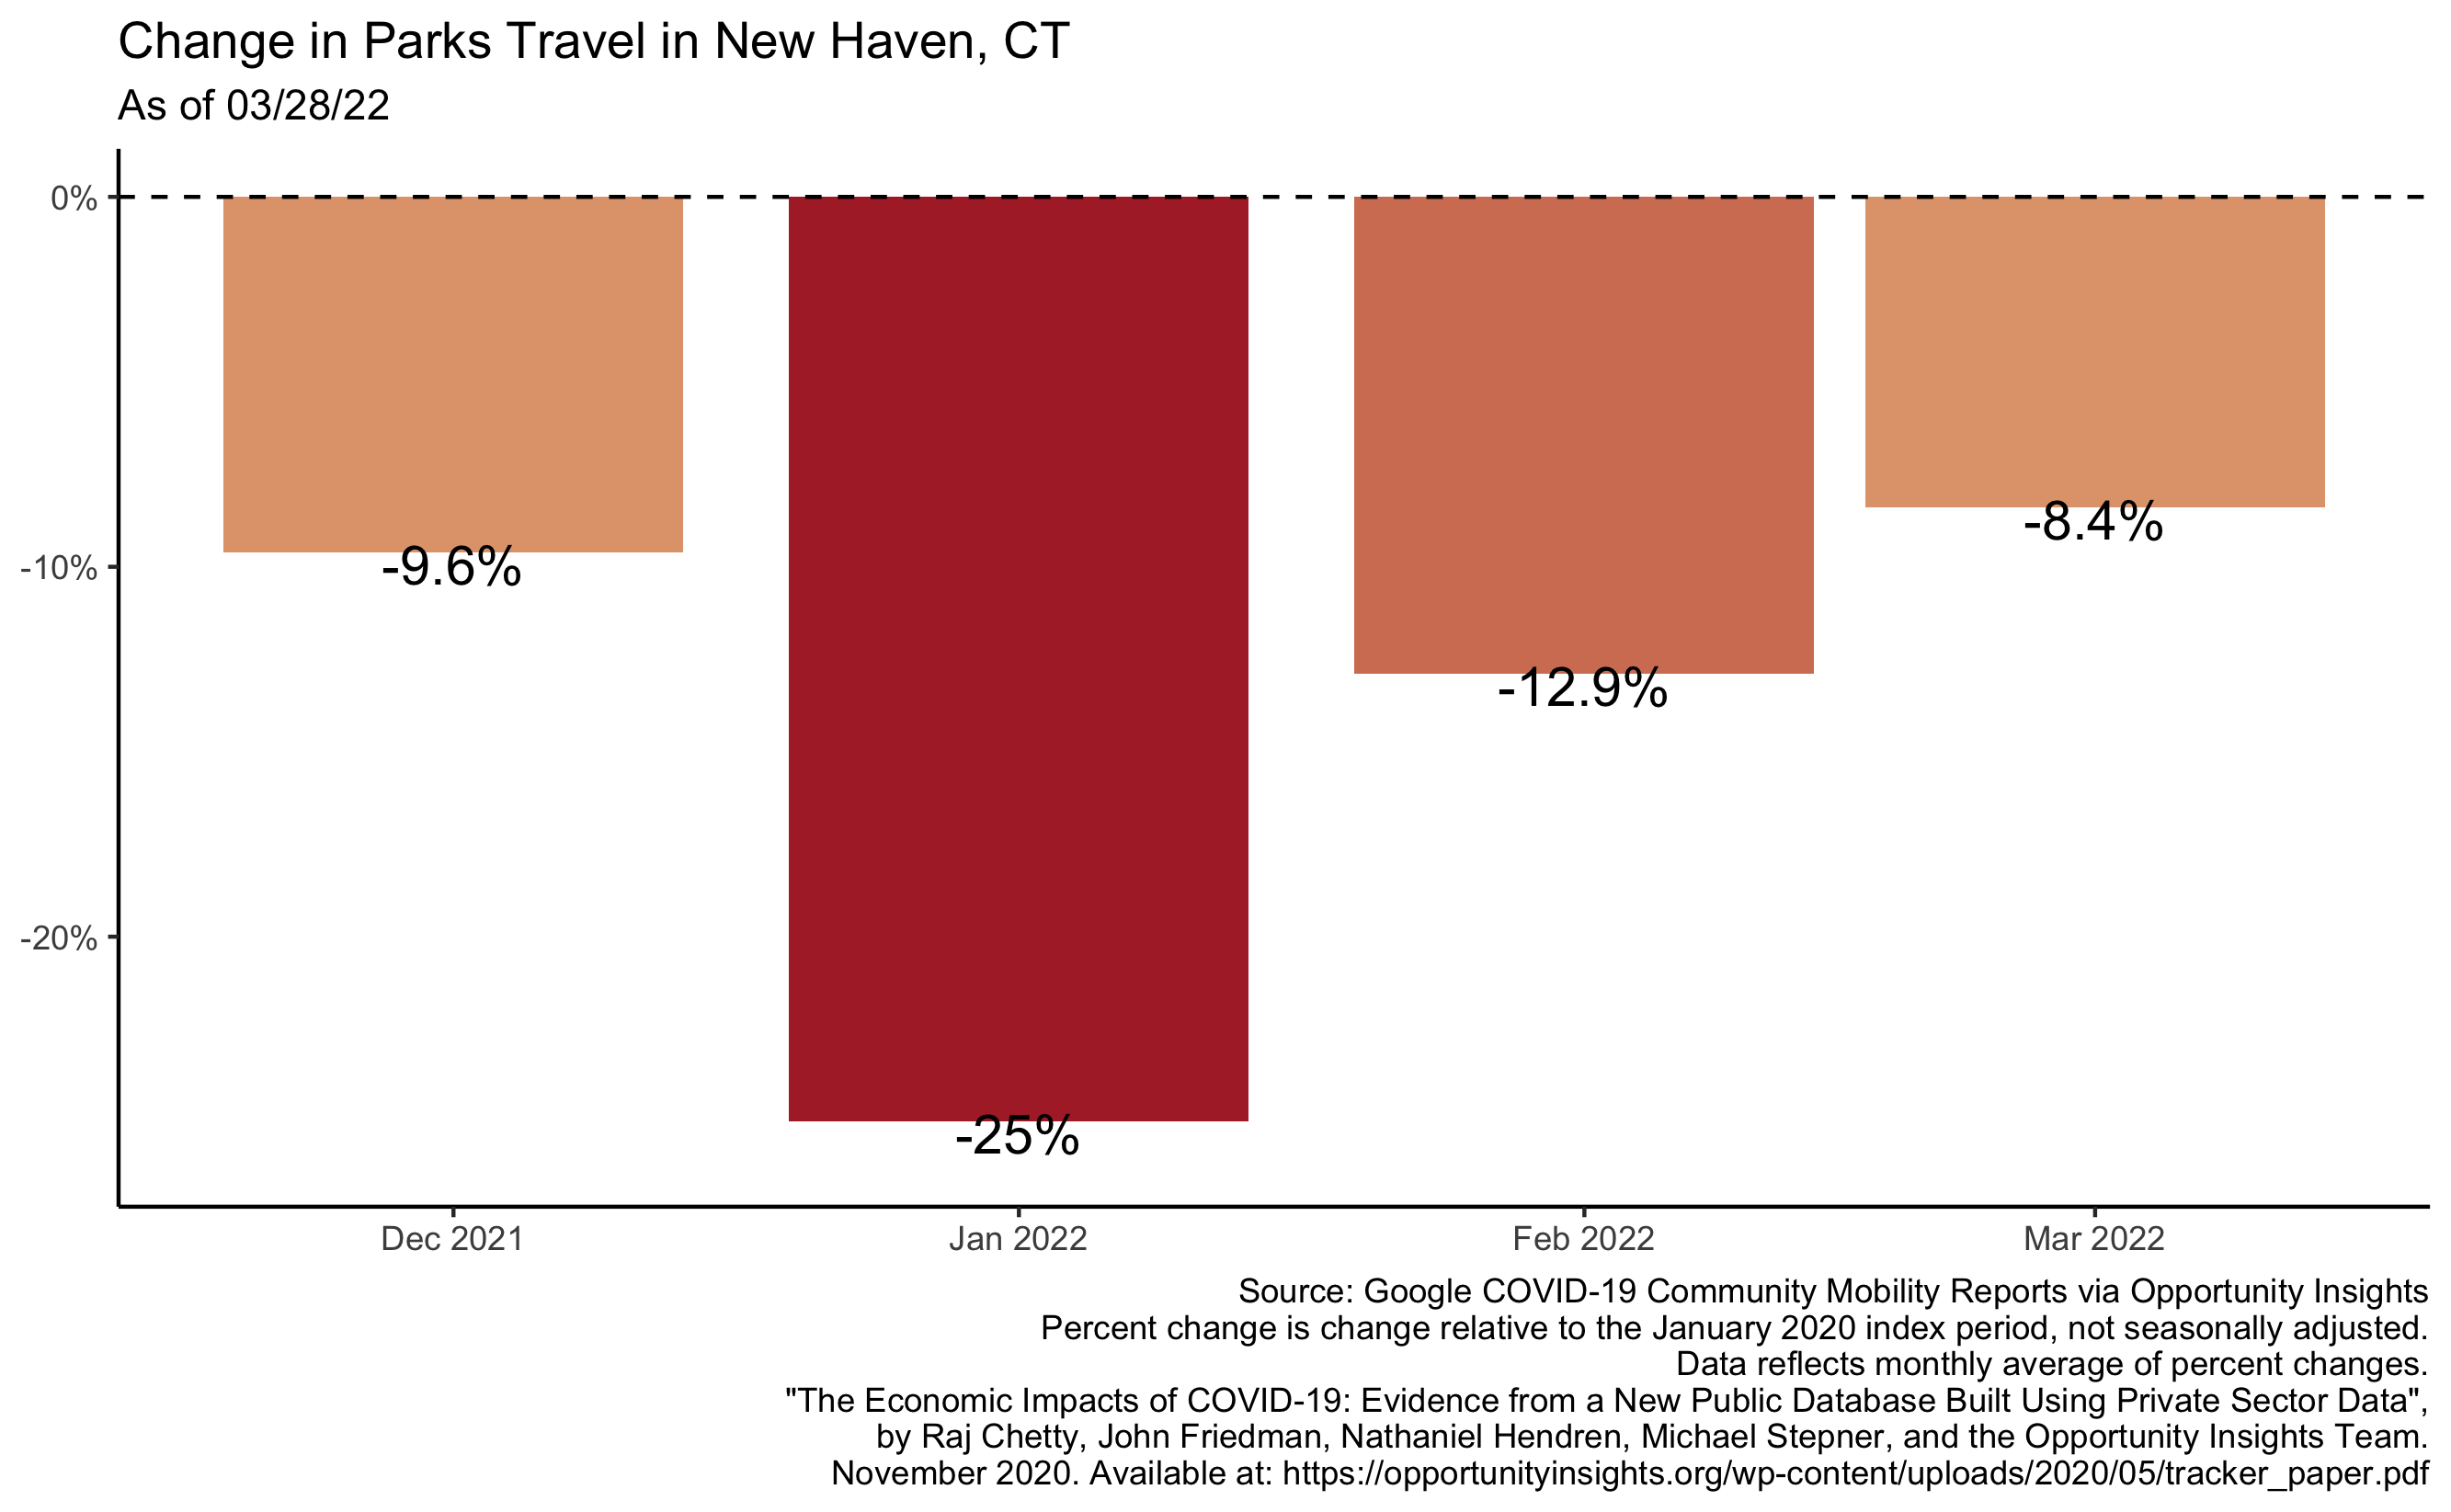 Change in Parks Travel in New Haven, CT
As of 03/28/22
0%
-10%
-20%
-9.6%
-25%
-12.9%
-8.4%
Dec 2021
Jan 2022
Feb 2022
Mar 2022
Source: Google COVID-19 Community Mobility Reports via Opportunity Insights
Percent change is change relative to the January 2020 index period, not seasonally adjusted.
Data reflects monthly average of percent changes.
"The Economic Impacts of COVID-19: Evidence from a New Public Database Built Using Private Sector Data",
by Raj Chetty, John Friedman, Nathaniel Hendren, Michael Stepner, and the Opportunity Insights Team.
November 2020. Available at: https://opportunityinsights.org/wp-content/uploads/2020/05/tracker_paper.pdf